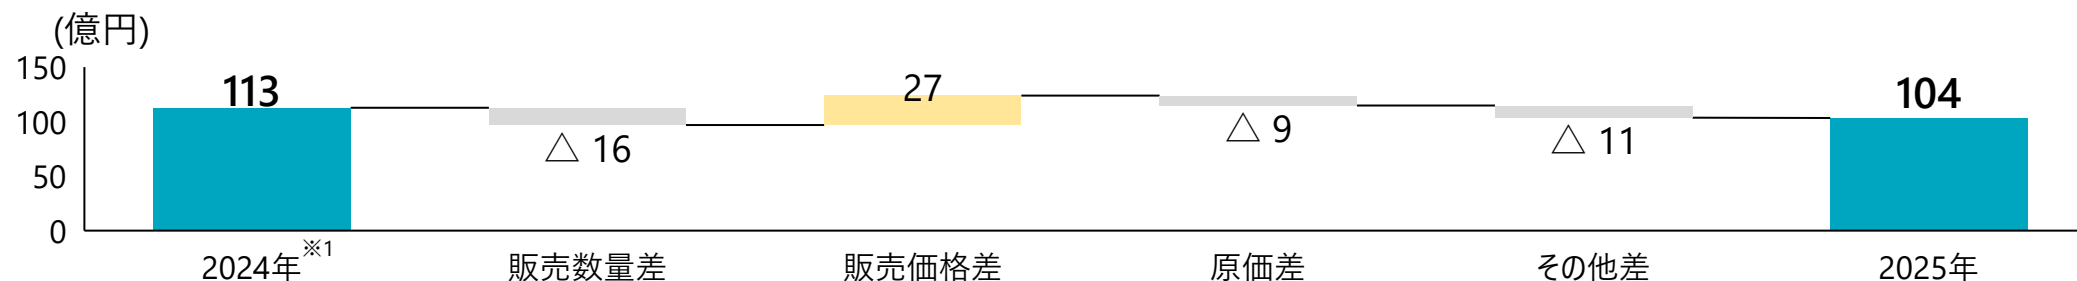 (億円)
150
100
50
0
113
△ 16
27
△ 9
△ 11
104
2024年※1
販売数量差
販売価格差
原価差
その他差
2025年